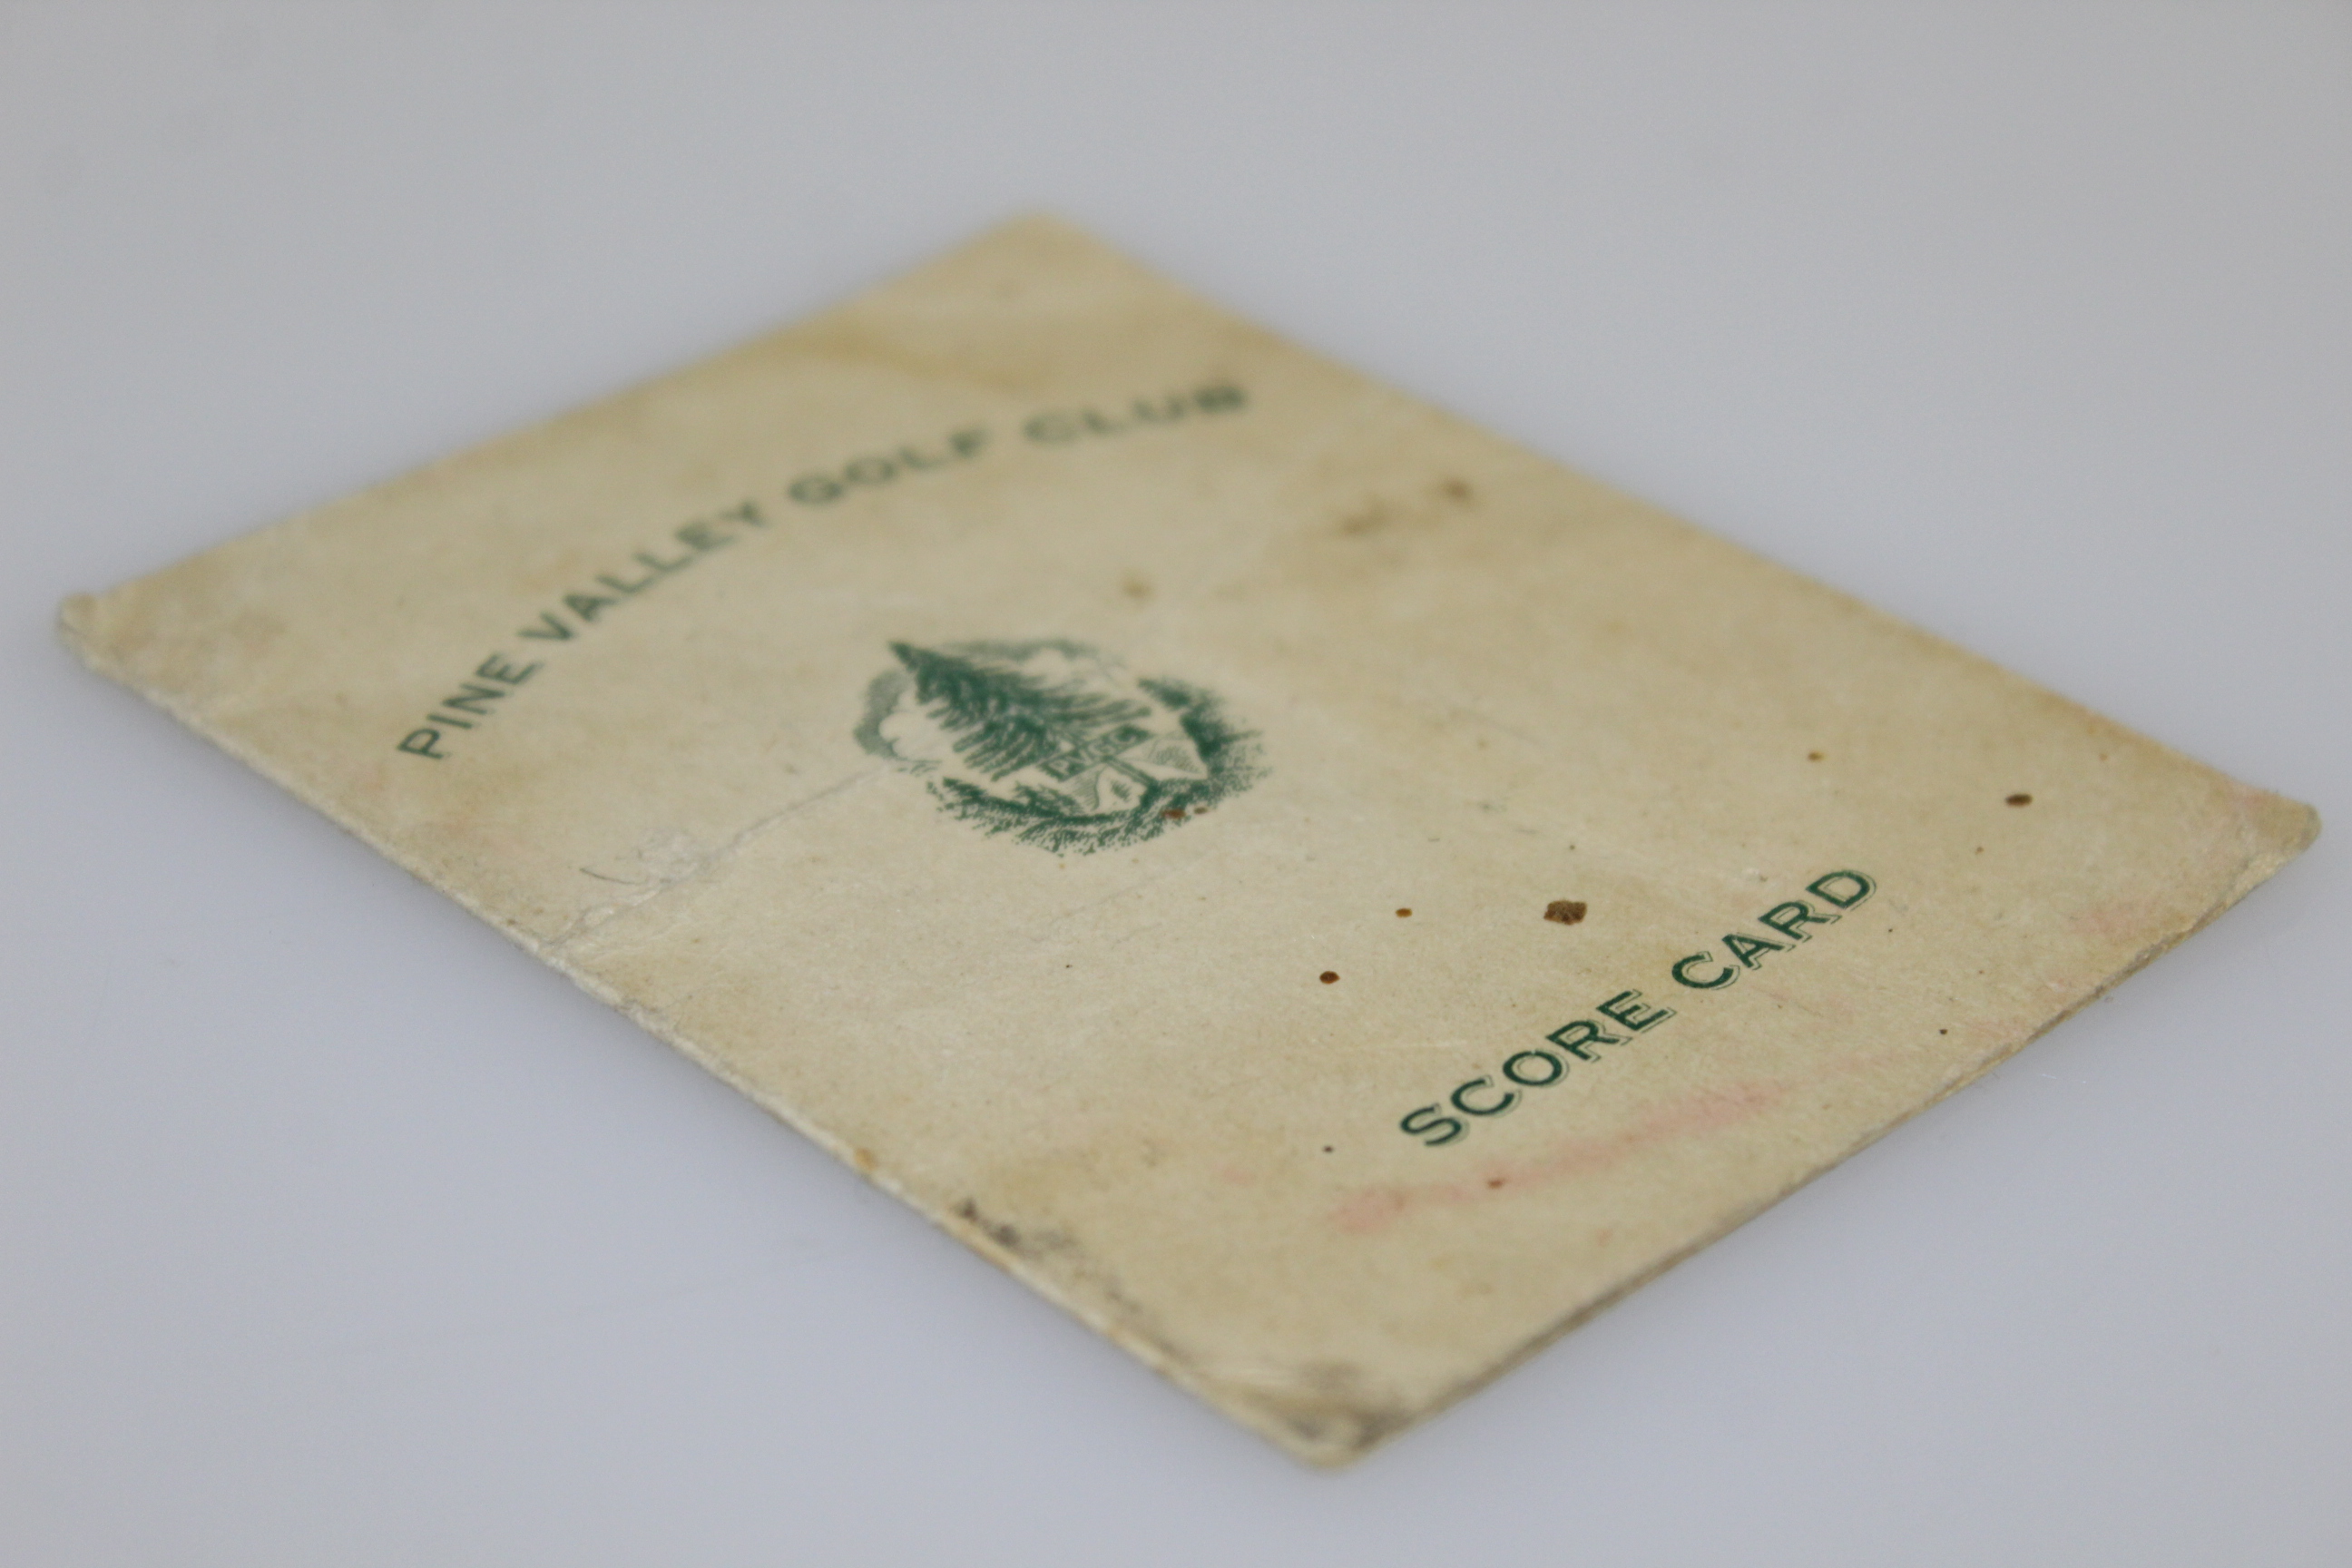 PINE VALLEY GOLF CLUB
SCORE CARD